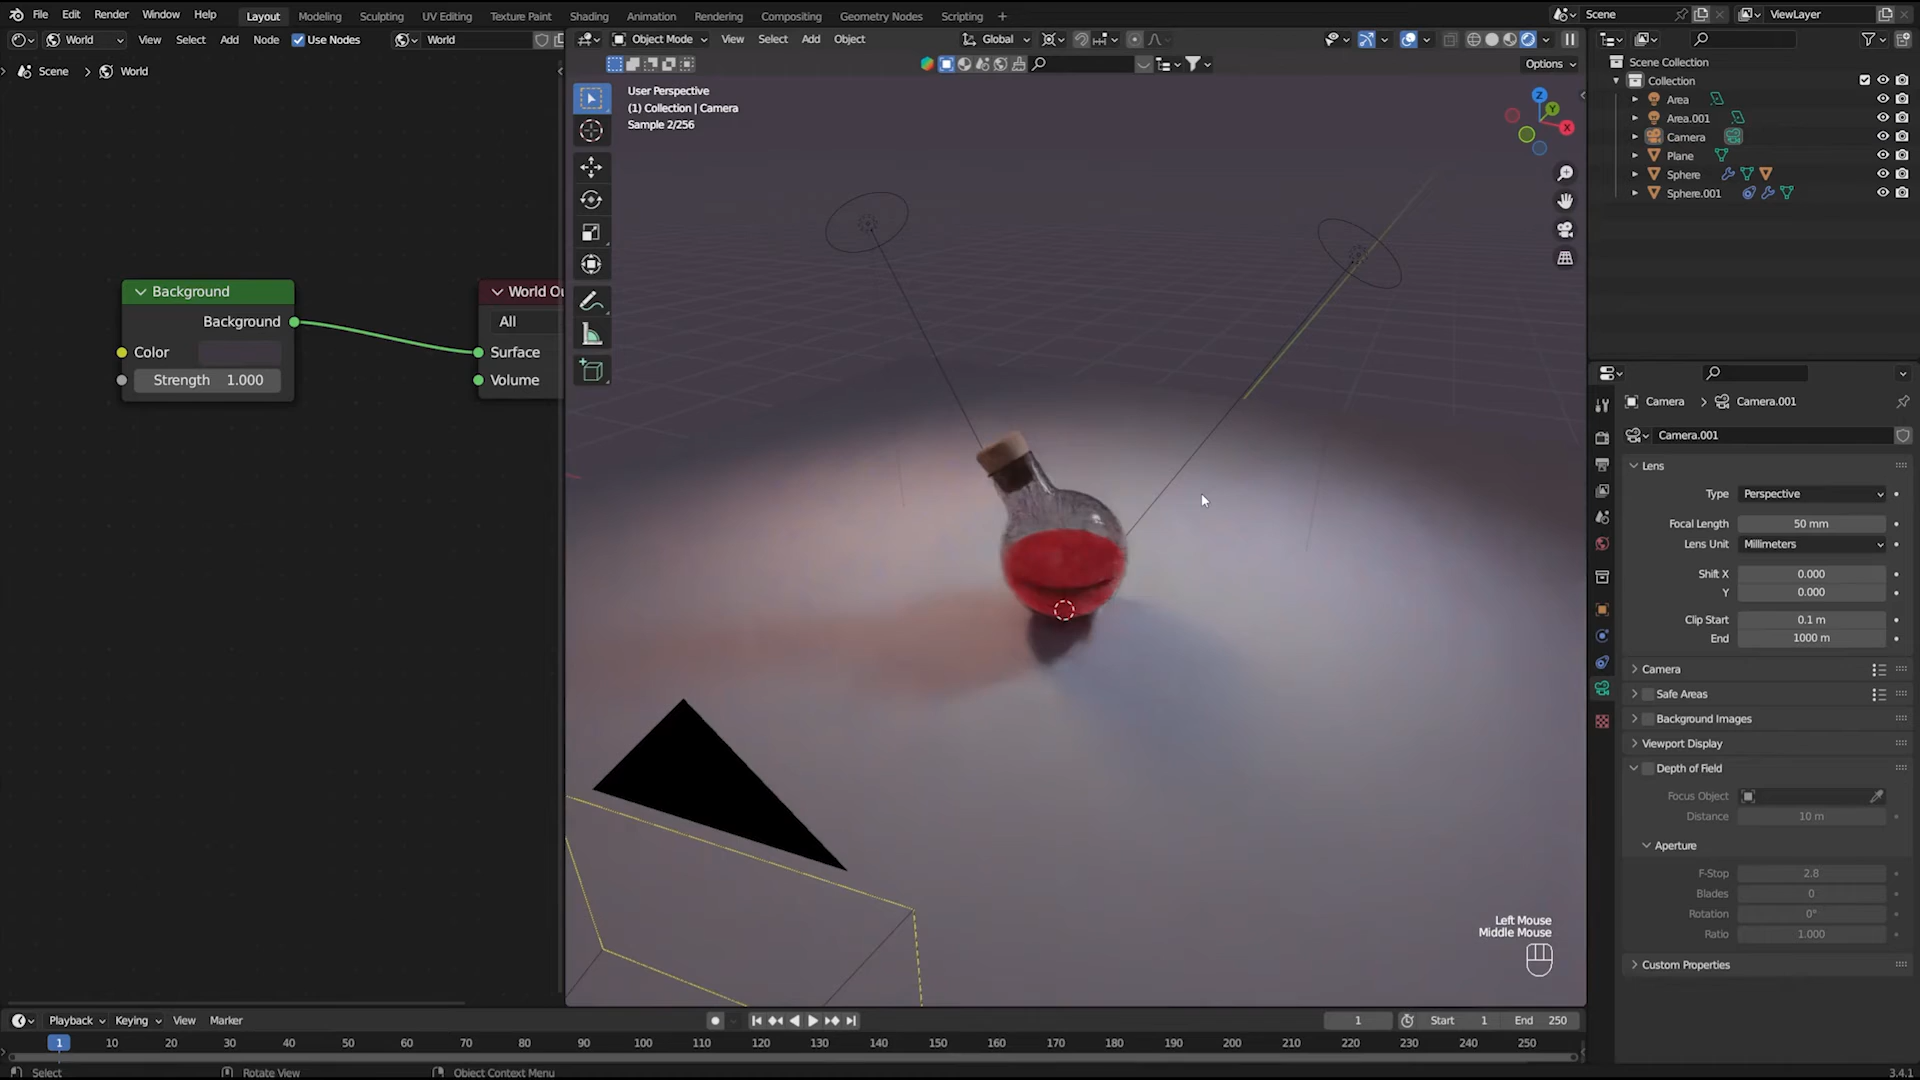 File Edit Render Window Help Layout Modeling Sculpting UV Editing Texture Paint Shading Animation Rendering Compositing Geometry Nodes Scripting + Scene ViewLayer
World View Select Add Node Use Nodes World
Object Mode View Select Add Object Global
Scene > World
Options
User Perspective
(1) Collection | Camera
Sample 2/256
Z
Y
X
Background
Background
Color
Strength 1.000
World Ou
All
Surface
Volume
Scene Collection
Collection
Area
Area.001
Camera
Plane
Sphere
Sphere.001
Camera > Camera.001
Camera.001
Lens
Type Perspective
Focal Length 50 mm
Lens Unit Millimeters
Shift X 0.000
Y 0.000
Clip Start 0.1 m
End 1000 m
Camera
Safe Areas
Background Images
Viewport Display
Depth of Field
Focus Object
Distance 10 m
Aperture
F-Stop 2.8
Blades 0
Rotation 0°
Ratio 1.000
Custom Properties
Left Mouse
Middle Mouse
Playback Keying View Marker
1 Start 1 End 250
1 10 20 30 40 50 60 70 80 90 100 110 120 130 140 150 160 170 180 190 200 210 220 230 240 250
Select Rotate View Object Context Menu 3.4.1